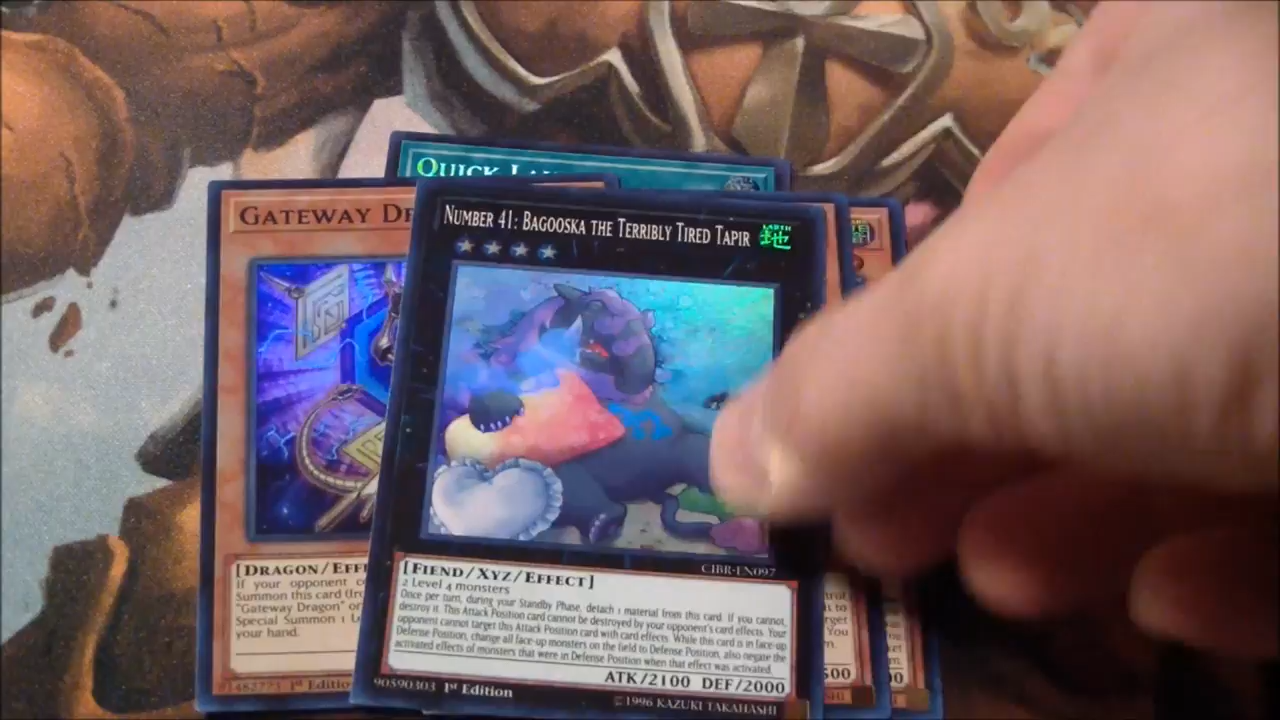 QUICK LAU
GATEWAY DR
NUMBER 41: BAGOOSKA THE TERRIBLY TIRED TAPIR
EARTH
地
CIBR-EN097
[DRAGON/EFFE
If your opponent c
Summon this card (fro
"Gateway Dragon" or
Special Summon 1 L
your hand.
1st Editio
[FIEND/XYZ/EFFECT]
2 Level 4 monsters
Once per turn, during your Standby Phase, detach 1 material from this card. If you cannot,
destroy it. This Attack Position card cannot be destroyed by your opponent's card effects. Your
opponent cannot target this Attack Position card with card effects. While this card is in face-up
Defense Position, change all face-up monsters on the field to Defense Position, also negate the
activated effects of monsters that were in Defense Position when that effect was activated.
ATK/2100 DEF/2000
90590303 1st Edition
©1996 KAZUKI TAKAHASHI